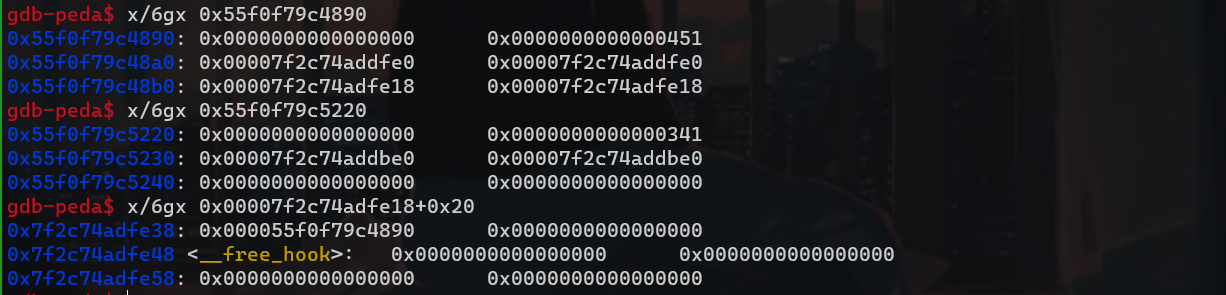 gdb-peda$ x/6gx 0x55f0f79c4890
0x55f0f79c4890: 0x0000000000000000 0x0000000000000451
0x55f0f79c48a0: 0x00007f2c74addfe0 0x00007f2c74addfe0
0x55f0f79c48b0: 0x00007f2c74adfe18 0x00007f2c74adfe18
gdb-peda$ x/6gx 0x55f0f79c5220
0x55f0f79c5220: 0x0000000000000000 0x0000000000000341
0x55f0f79c5230: 0x00007f2c74addbe0 0x00007f2c74addbe0
0x55f0f79c5240: 0x0000000000000000 0x0000000000000000
gdb-peda$ x/6gx 0x00007f2c74adfe18+0x20
0x7f2c74adfe38: 0x000055f0f79c4890 0x0000000000000000
0x7f2c74adfe48 <__free_hook>: 0x0000000000000000 0x0000000000000000
0x7f2c74adfe58: 0x0000000000000000 0x0000000000000000